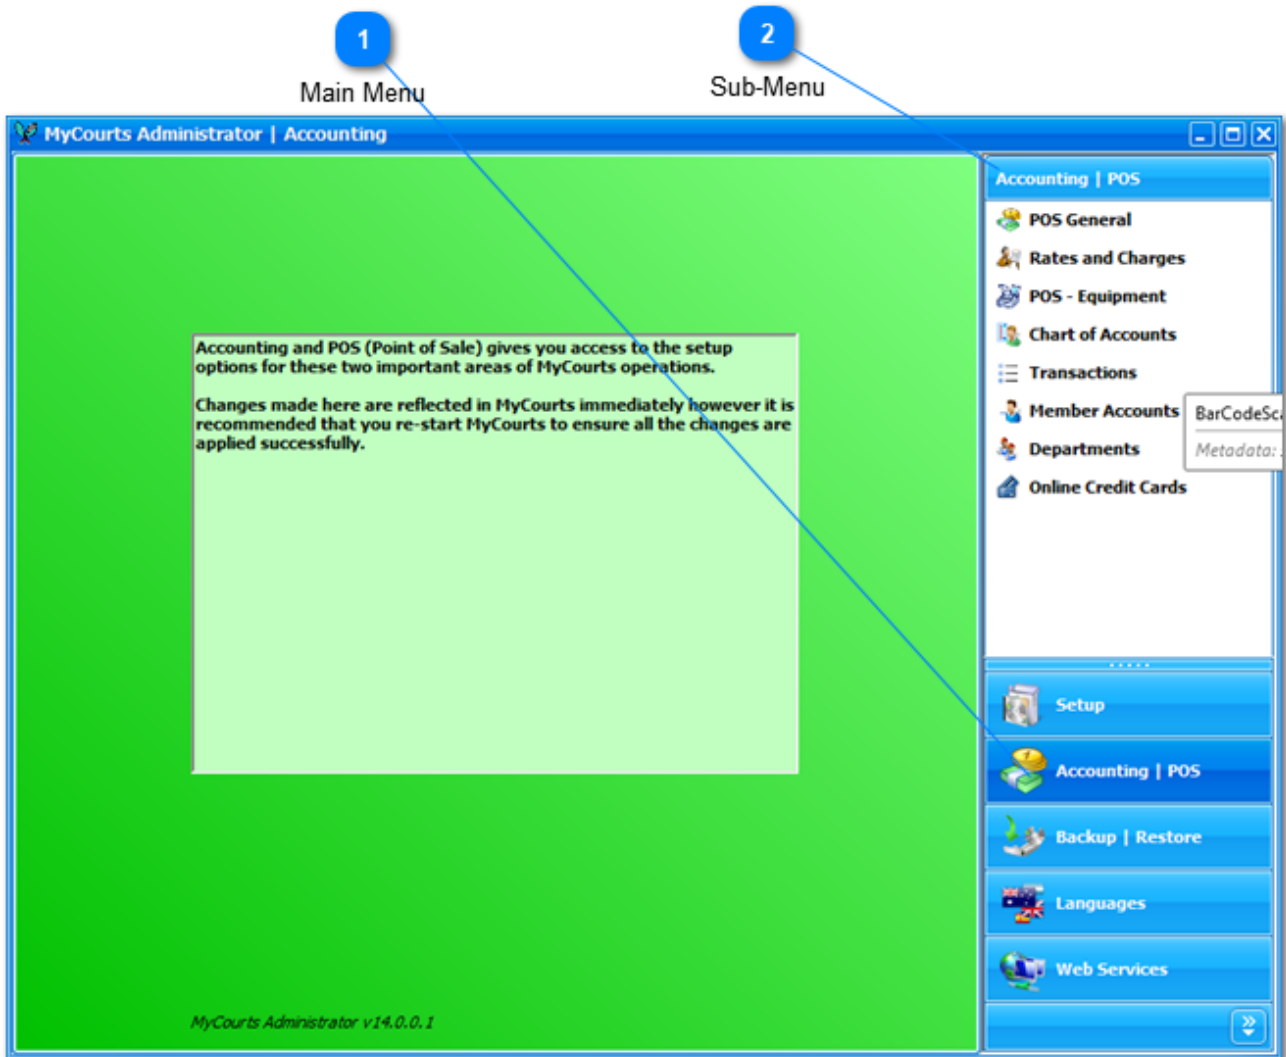 1
2
Main Menu
Sub-Menu
MyCourts Administrator | Accounting
Accounting | POS
POS General
Rates and Charges
POS - Equipment
Chart of Accounts
Transactions
Member Accounts
Departments
Online Credit Cards
BarCodeSc
Metadata:
Accounting and POS (Point of Sale) gives you access to the setup
options for these two important areas of MyCourts operations.
Changes made here are reflected in MyCourts immediately however it is
recommended that you re-start MyCourts to ensure all the changes are
applied successfully.
Setup
Accounting | POS
Backup | Restore
Languages
Web Services
MyCourts Administrator v14.0.0.1